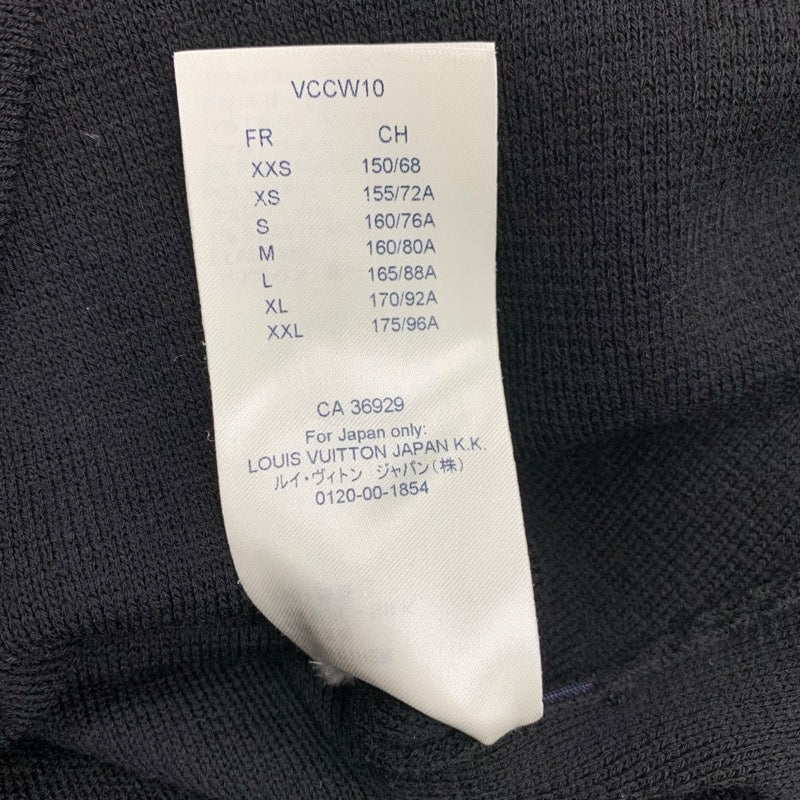 VCCW10
FR CH
XXS 150/68
XS 155/72A
S 160/76A
M 160/80A
L 165/88A
XL 170/92A
XXL 175/96A
CA 36929
For Japan only:
LOUIS VUITTON JAPAN K.K.
ルイ・ヴィトン ジャパン(株)
0120-00-1854